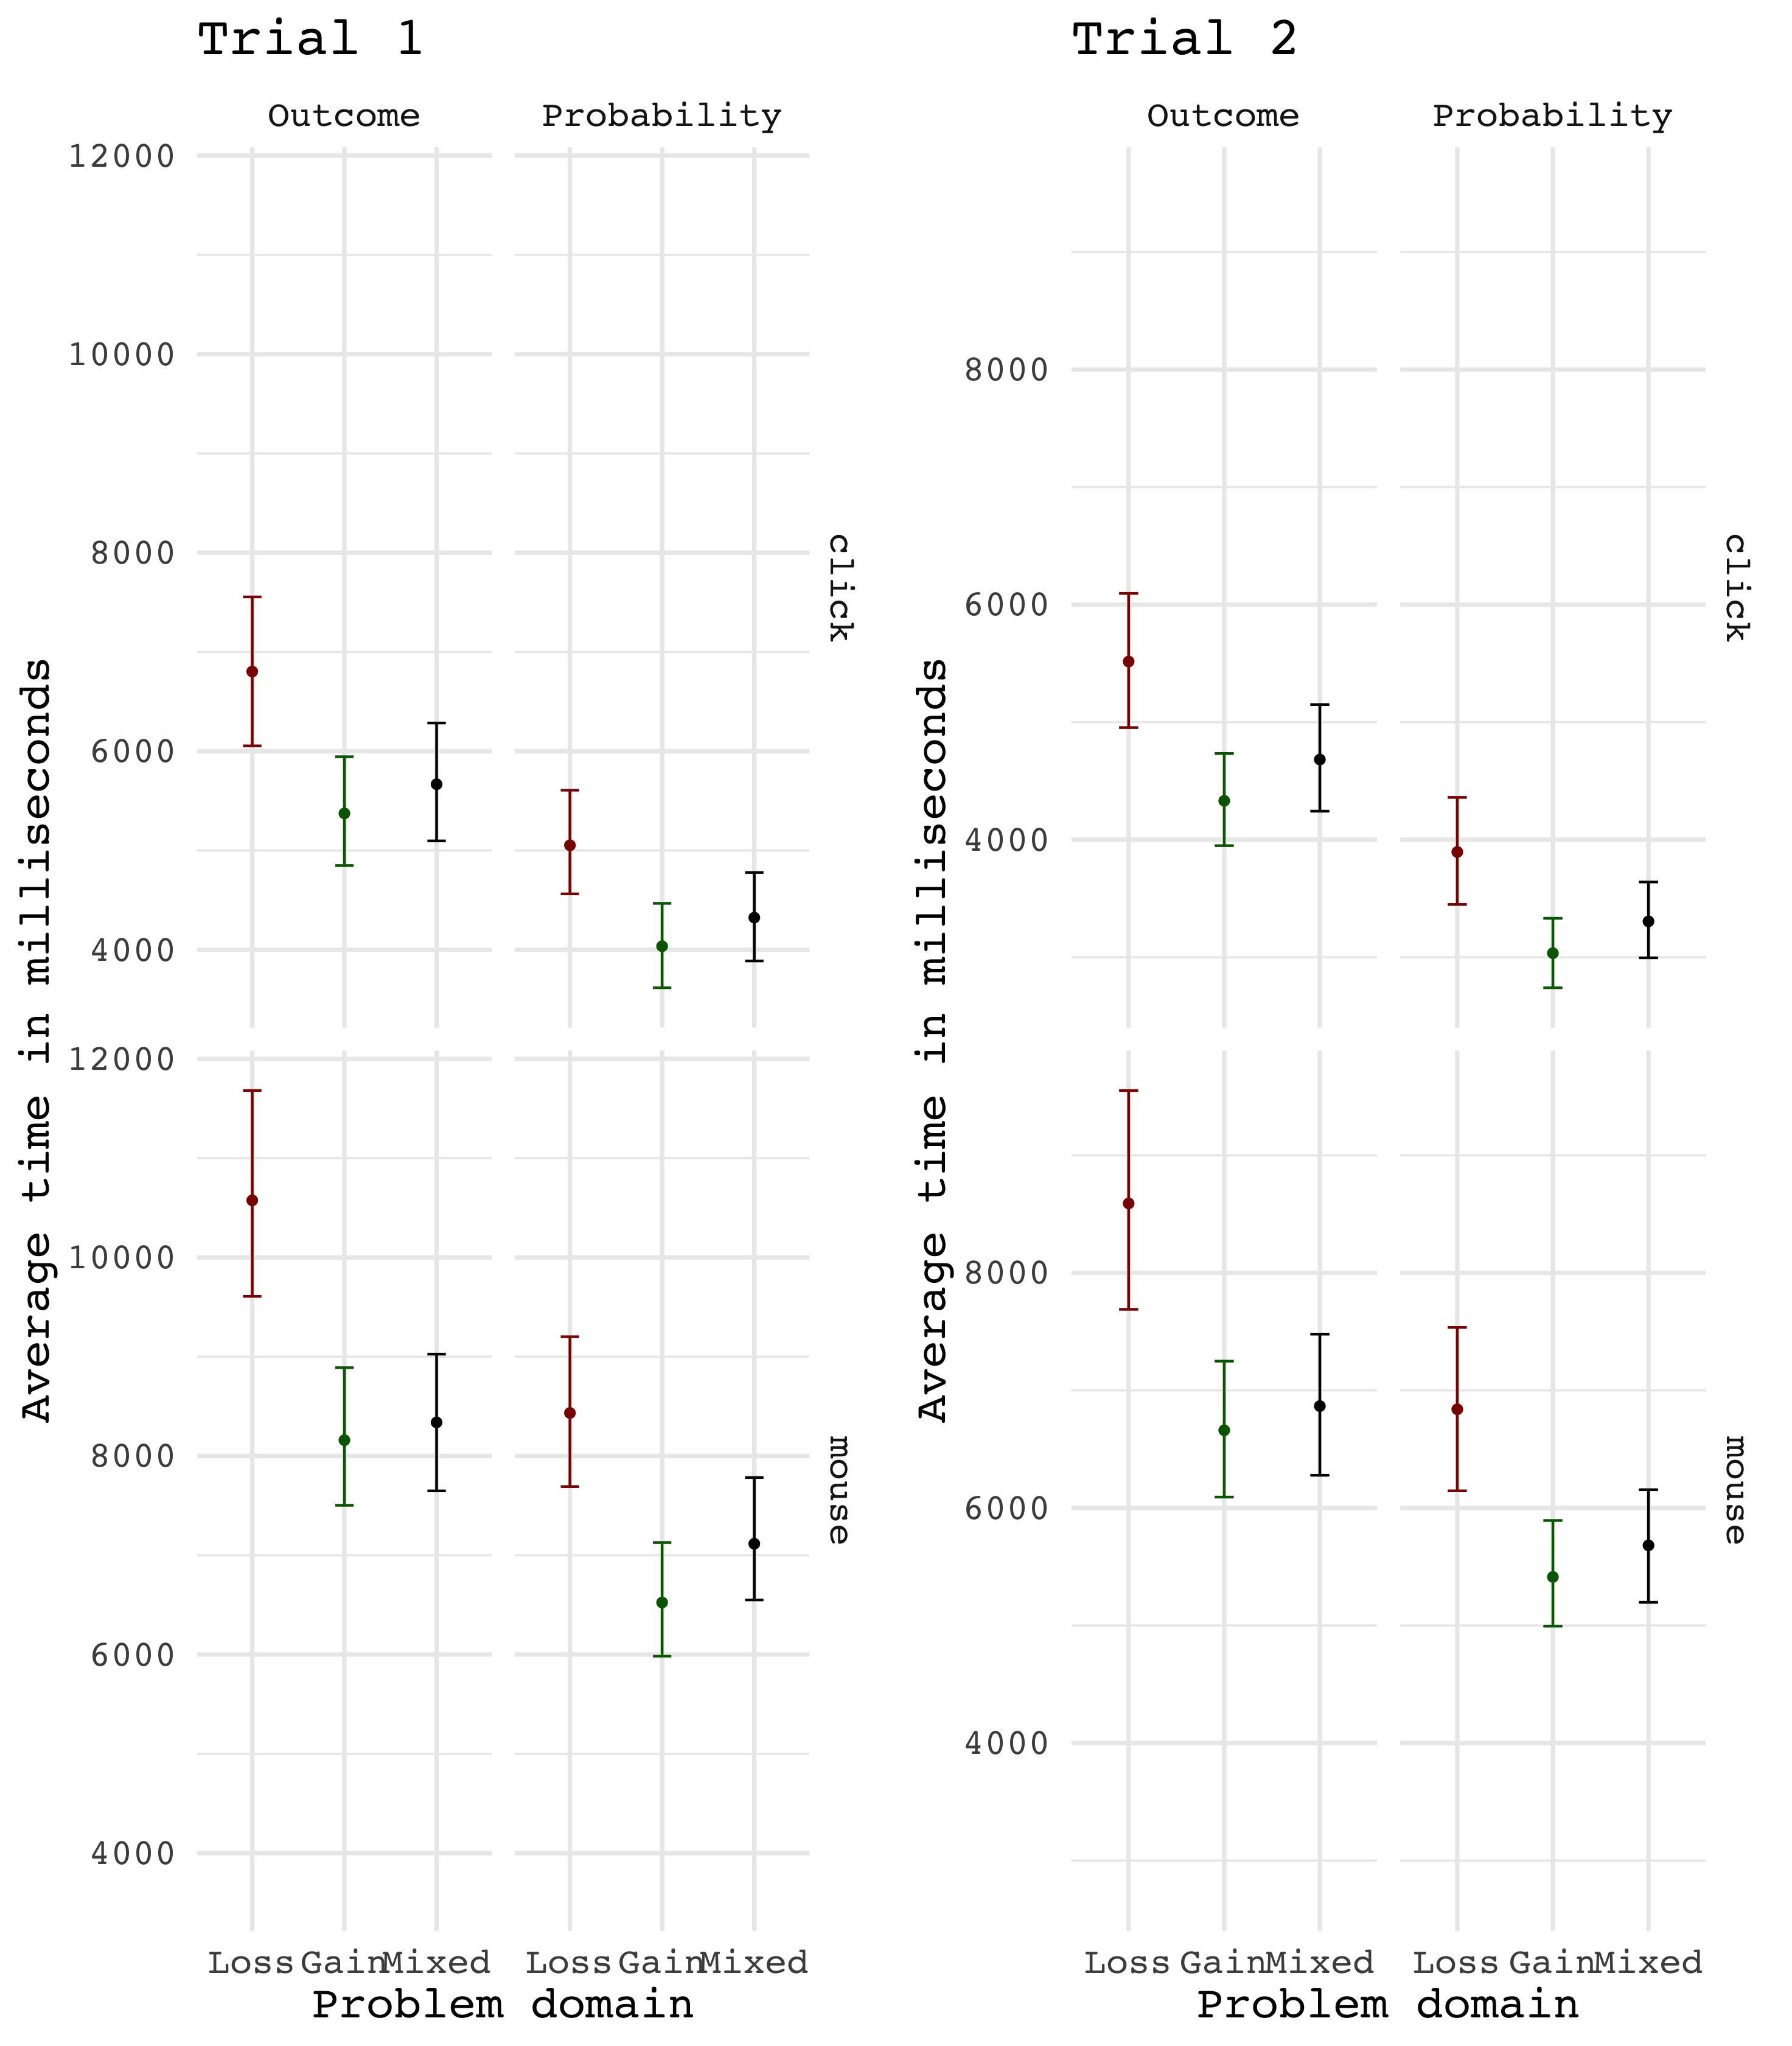 Trial 1
Outcome Probability
12000
10000
8000
6000
4000
click
12000
10000
8000
6000
4000
mouse
Average time in milliseconds
Loss Gain Mixed Loss Gain Mixed
Problem domain
Trial 2
Outcome Probability
8000
6000
4000
click
8000
6000
4000
mouse
Average time in milliseconds
Loss Gain Mixed Loss Gain Mixed
Problem domain